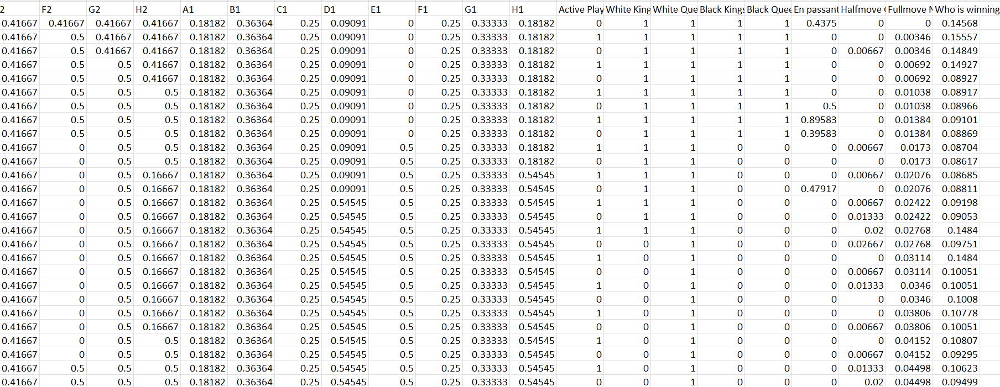 2 F2 G2 H2 A1 B1 C1 D1 E1 F1 G1 H1 Active Play White King White Que Black Kings Black Quee En passant Halfmove Fullmove N Who is winning
0.41667 0.41667 0.41667 0.41667 0.18182 0.36364 0.25 0.09091 0 0.25 0.33333 0.18182 0 1 1 1 1 0.4375 0 0 0.14568
0.41667 0.5 0.41667 0.41667 0.18182 0.36364 0.25 0.09091 0 0.25 0.33333 0.18182 1 1 1 1 1 0 0 0.00346 0.15557
0.41667 0.5 0.41667 0.41667 0.18182 0.36364 0.25 0.09091 0 0.25 0.33333 0.18182 0 1 1 1 1 0 0.00667 0.00346 0.14849
0.41667 0.5 0.5 0.41667 0.18182 0.36364 0.25 0.09091 0 0.25 0.33333 0.18182 1 1 1 1 1 0 0 0.00692 0.14927
0.41667 0.5 0.5 0.41667 0.18182 0.36364 0.25 0.09091 0 0.25 0.33333 0.18182 0 1 1 1 1 0 0 0.00692 0.08927
0.41667 0.5 0.5 0.5 0.18182 0.36364 0.25 0.09091 0 0.25 0.33333 0.18182 1 1 1 1 1 0 0 0.01038 0.08917
0.41667 0.5 0.5 0.5 0.18182 0.36364 0.25 0.09091 0 0.25 0.33333 0.18182 0 1 1 1 1 0.5 0 0.01038 0.08966
0.41667 0.5 0.5 0.5 0.18182 0.36364 0.25 0.09091 0 0.25 0.33333 0.18182 1 1 1 1 1 0.89583 0 0.01384 0.09101
0.41667 0.5 0.5 0.5 0.18182 0.36364 0.25 0.09091 0 0.25 0.33333 0.18182 0 1 1 1 1 0.39583 0 0.01384 0.08869
0.41667 0 0.5 0.5 0.18182 0.36364 0.25 0.09091 0.5 0.25 0.33333 0.18182 1 1 1 0 0 0 0.00667 0.0173 0.08704
0.41667 0 0.5 0.5 0.18182 0.36364 0.25 0.09091 0.5 0.25 0.33333 0.18182 0 1 1 0 0 0 0 0.0173 0.08617
0.41667 0 0.5 0.16667 0.18182 0.36364 0.25 0.09091 0.5 0.25 0.33333 0.54545 1 1 1 0 0 0 0.00667 0.02076 0.08685
0.41667 0 0.5 0.16667 0.18182 0.36364 0.25 0.09091 0.5 0.25 0.33333 0.54545 0 1 1 0 0 0.47917 0 0.02076 0.08811
0.41667 0 0.5 0.16667 0.18182 0.36364 0.25 0.54545 0.5 0.25 0.33333 0.54545 1 1 1 0 0 0 0.00667 0.02422 0.09198
0.41667 0 0.5 0.16667 0.18182 0.36364 0.25 0.54545 0.5 0.25 0.33333 0.54545 0 1 1 0 0 0 0.01333 0.02422 0.09053
0.41667 0 0.5 0.16667 0.18182 0.36364 0.25 0.54545 0.5 0.25 0.33333 0.54545 1 1 1 0 0 0 0.02 0.02768 0.1484
0.41667 0 0.5 0.16667 0.18182 0.36364 0.25 0.54545 0.5 0.25 0.33333 0.54545 0 0 1 0 0 0 0.02667 0.02768 0.09751
0.41667 0 0.5 0.16667 0.18182 0.36364 0.25 0.54545 0.5 0.25 0.33333 0.54545 1 0 1 0 0 0 0 0.03114 0.1484
0.41667 0 0.5 0.16667 0.18182 0.36364 0.25 0.54545 0.5 0.25 0.33333 0.54545 0 0 1 0 0 0 0.00667 0.03114 0.10051
0.41667 0 0.5 0.16667 0.18182 0.36364 0.25 0.54545 0.5 0.25 0.33333 0.54545 1 0 1 0 0 0 0.01333 0.0346 0.10051
0.41667 0 0.5 0.16667 0.18182 0.36364 0.25 0.54545 0.5 0.25 0.33333 0.54545 0 0 1 0 0 0 0 0.0346 0.1008
0.41667 0 0.5 0.16667 0.18182 0.36364 0.25 0.54545 0.5 0.25 0.33333 0.54545 1 0 1 0 0 0 0 0.03806 0.10778
0.41667 0 0.5 0.16667 0.18182 0.36364 0.25 0.54545 0.5 0.25 0.33333 0.54545 0 0 1 0 0 0 0.00667 0.03806 0.10051
0.41667 0 0.5 0.5 0.18182 0.36364 0.25 0.54545 0.5 0.25 0.33333 0.54545 1 0 1 0 0 0 0 0.04152 0.10807
0.41667 0 0.5 0.5 0.18182 0.36364 0.25 0.54545 0.5 0.25 0.33333 0.54545 0 0 1 0 0 0 0.00667 0.04152 0.09295
0.41667 0.5 0.5 0.5 0.18182 0.36364 0.25 0.54545 0.5 0.25 0.33333 0.54545 1 0 1 0 0 0 0.01333 0.04498 0.10623
0.41667 0.5 0.5 0.5 0.18182 0.36364 0.25 0.54545 0.5 0.25 0.33333 0.54545 0 0 1 0 0 0 0.02 0.04498 0.09499